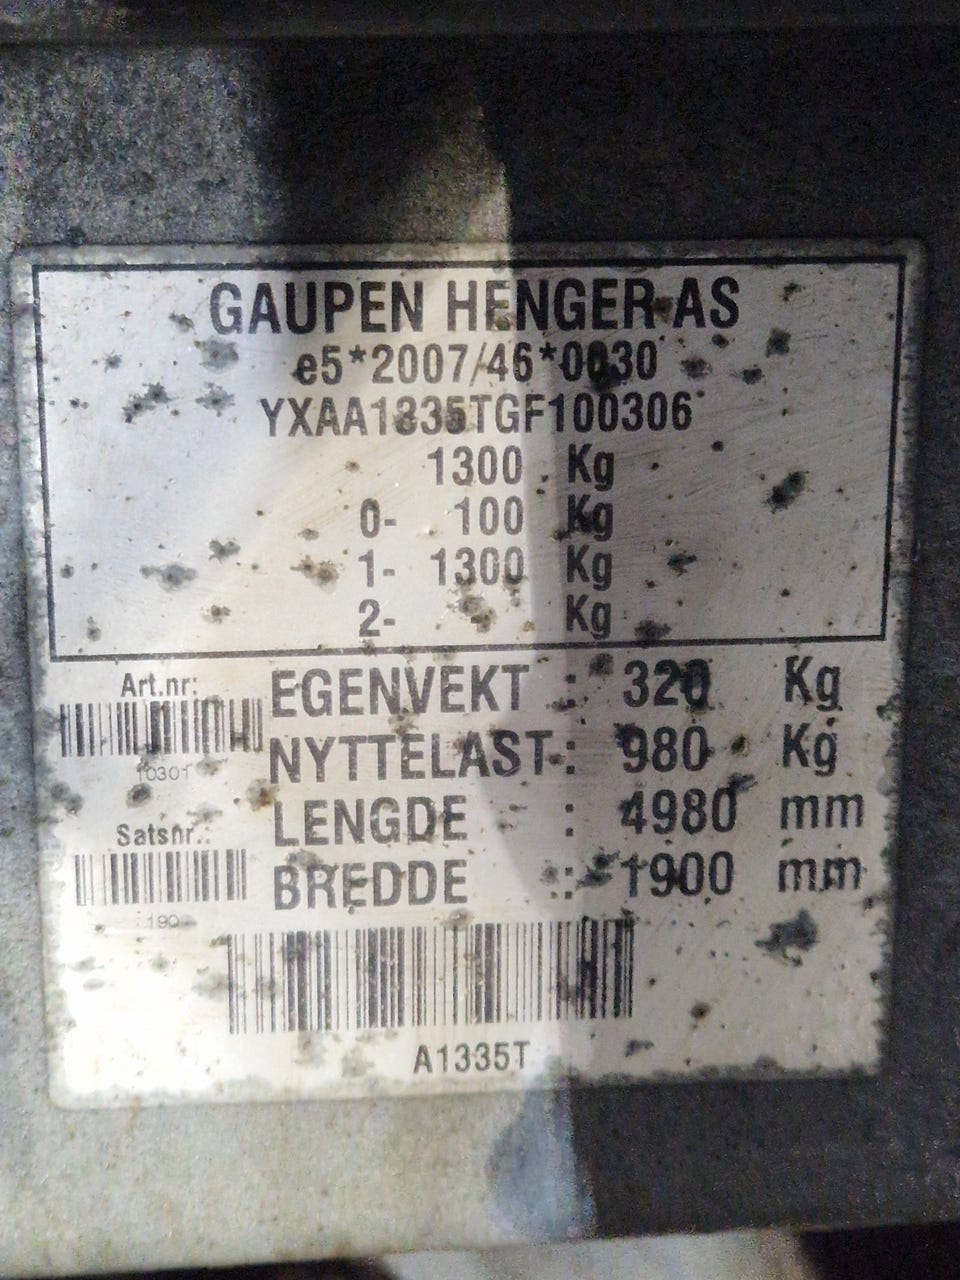 GAUPEN HENGER AS
e5*2007/46*0030
YXAA1335TGF100306
1300 Kg
0- 100 Kg
1- 1300 Kg
2- - Kg
Art.nr:
10301
EGENVEKT : 320 Kg
NYTTELAST : 980 Kg
LENGDE : 4980 mm
Satsnr.:
BREDDE : 1900 mm
190
A1335T